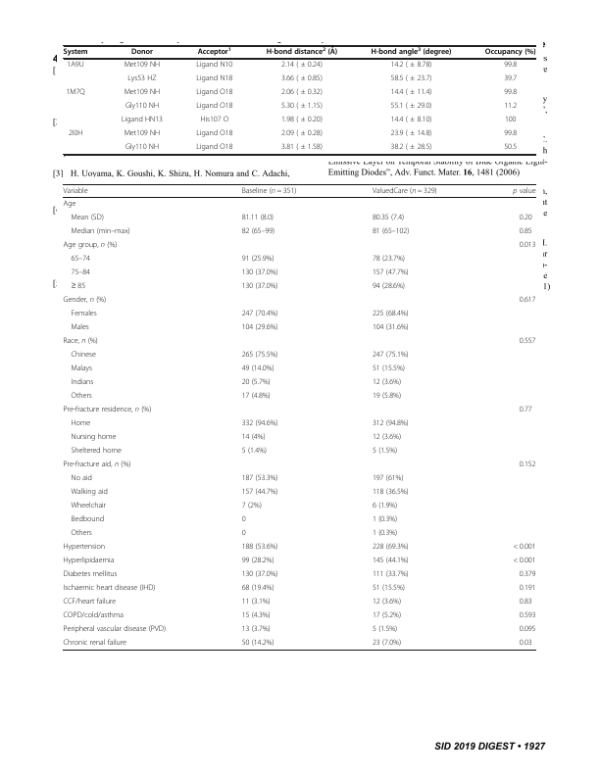 System Donor Acceptor1 H-bond distance2 (Å) H-bond angle3 (degree) Occupancy (%)
1A9U Met109 NH Ligand N10 2.14 ( ± 0.24) 14.2 ( ± 8.78) 99.8
Lys53 HZ Ligand N18 3.66 ( ± 0.85) 58.5 ( ± 23.7) 39.7
1M7Q Met109 NH Ligand O18 2.06 ( ± 0.32) 14.4 ( ± 11.4) 99.8
Gly110 NH Ligand O18 5.30 ( ± 1.15) 55.1 ( ± 29.0) 11.2
Ligand HN13 His107 O 1.98 ( ± 0.20) 14.4 ( ± 8.10) 100
2II0H Met109 NH Ligand O18 2.09 ( ± 0.28) 23.9 ( ± 14.8) 99.8
Gly110 NH Ligand O18 3.81 ( ± 1.58) 38.2 ( ± 28.5) 50.5
Emissive Layer on Temporal Stability of Blue Organic Light-
[3] H. Uoyama, K. Goushi, K. Shizu, H. Nomura and C. Adachi,
Emitting Diodes", Adv. Funct. Mater. 16, 1481 (2006)
Variable Baseline (n = 351) ValuedCare (n = 329) p value
Age
Mean (SD) 81.11 (8.0) 80.35 (7.4) 0.20
Median (min–max) 82 (65–99) 81 (65–102) 0.85
Age group, n (%) 0.013
65–74 91 (25.9%) 78 (23.7%)
75–84 130 (37.0%) 157 (47.7%)
≥ 85 130 (37.0%) 94 (28.6%)
Gender, n (%) 0.617
Females 247 (70.4%) 225 (68.4%)
Males 104 (29.6%) 104 (31.6%)
Race, n (%) 0.557
Chinese 265 (75.5%) 247 (75.1%)
Malays 49 (14.0%) 51 (15.5%)
Indians 20 (5.7%) 12 (3.6%)
Others 17 (4.8%) 19 (5.8%)
Pre-fracture residence, n (%) 0.77
Home 332 (94.6%) 312 (94.8%)
Nursing home 14 (4%) 12 (3.6%)
Sheltered home 5 (1.4%) 5 (1.5%)
Pre-fracture aid, n (%) 0.152
No aid 187 (53.3%) 197 (61%)
Walking aid 157 (44.7%) 118 (36.5%)
Wheelchair 7 (2%) 6 (1.9%)
Bedbound 0 1 (0.3%)
Others 0 1 (0.3%)
Hypertension 188 (53.6%) 228 (69.3%) < 0.001
Hyperlipidaemia 99 (28.2%) 145 (44.1%) < 0.001
Diabetes mellitus 130 (37.0%) 111 (33.7%) 0.379
Ischaemic heart disease (IHD) 68 (19.4%) 51 (15.5%) 0.191
CCF/heart failure 11 (3.1%) 12 (3.6%) 0.83
COPD/cold/asthma 15 (4.3%) 17 (5.2%) 0.593
Peripheral vascular disease (PVD) 13 (3.7%) 5 (1.5%) 0.095
Chronic renal failure 50 (14.2%) 23 (7.0%) 0.03
SID 2019 DIGEST • 1927